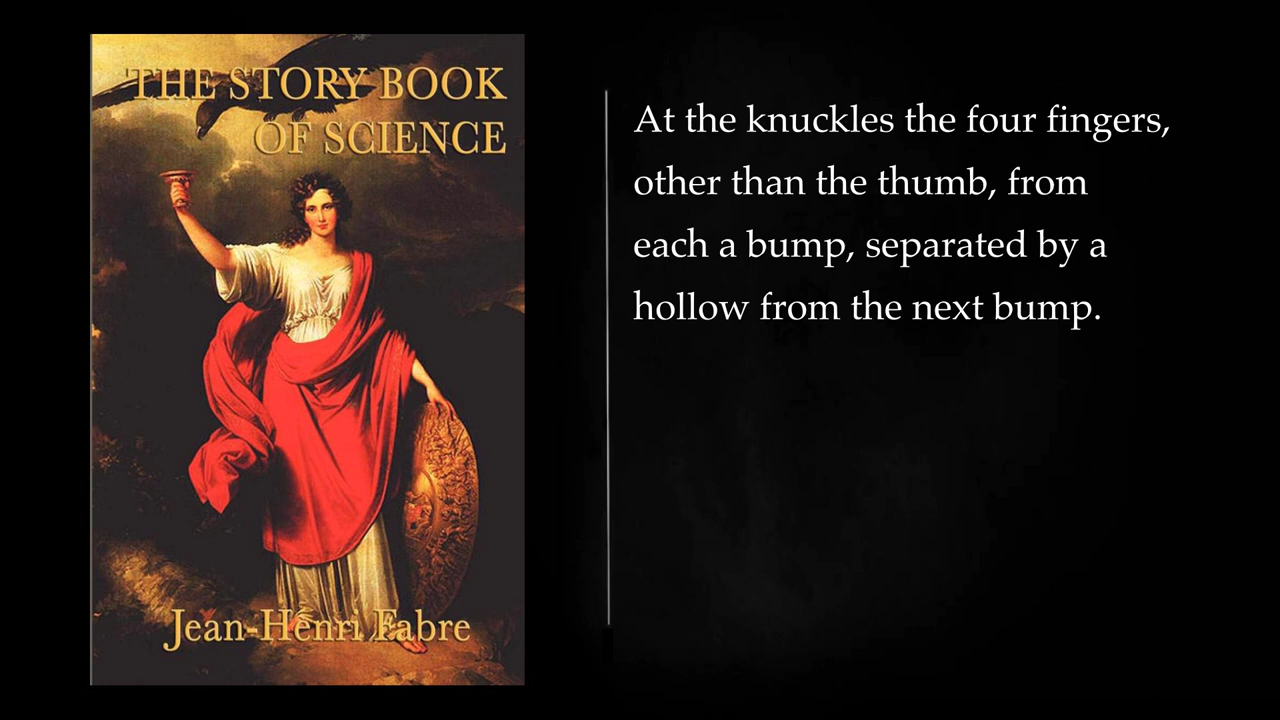 THE STORY BOOK
OF SCIENCE
Jean-Henri Fabre
At the knuckles the four fingers,
other than the thumb, from
each a bump, separated by a
hollow from the next bump.